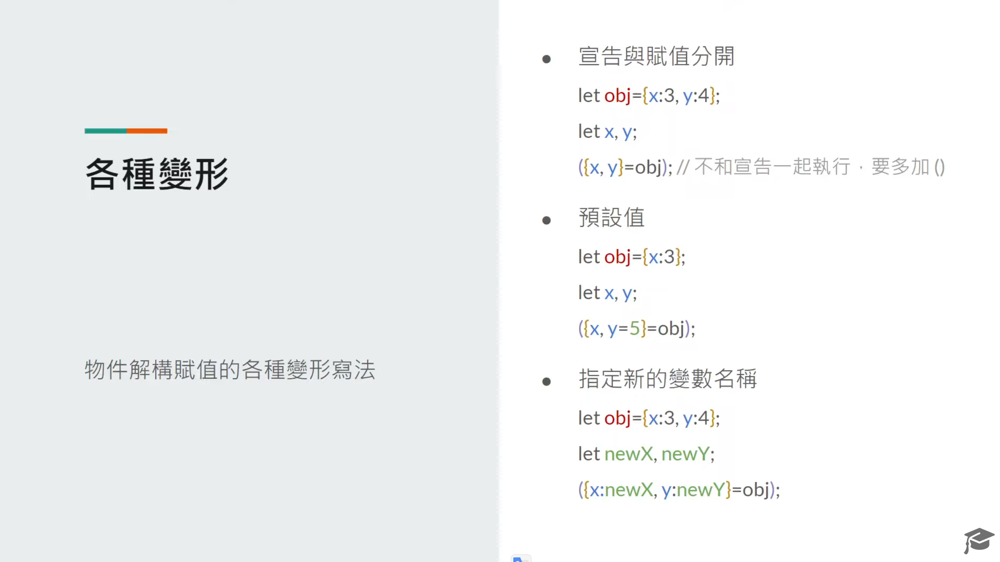 各種變形
物件解構賦值的各種變形寫法
● 宣告與賦值分開
let obj={x:3, y:4};
let x, y;
({x, y}=obj); // 不和宣告一起執行，要多加 ()
● 預設值
let obj={x:3};
let x, y;
({x, y=5}=obj);
● 指定新的變數名稱
let obj={x:3, y:4};
let newX, newY;
({x:newX, y:newY}=obj);